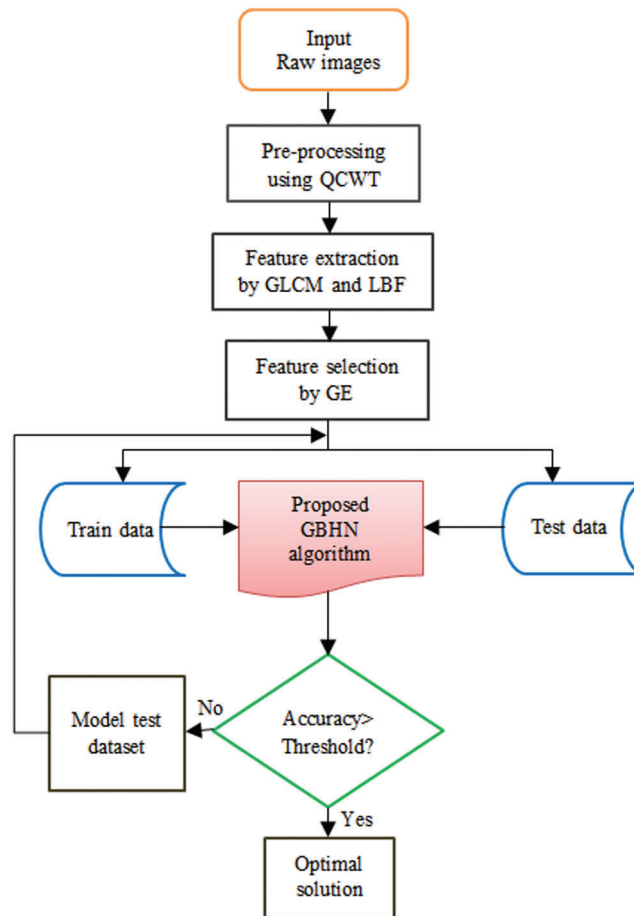 Input
Raw images
Pre-processing
using QCWT
Feature extraction
by GLCM and LBF
Feature selection
by GE
Train data
Proposed
GBHN
algorithm
Test data
Model test
dataset
No
Accuracy>
Threshold?
Yes
Optimal
solution